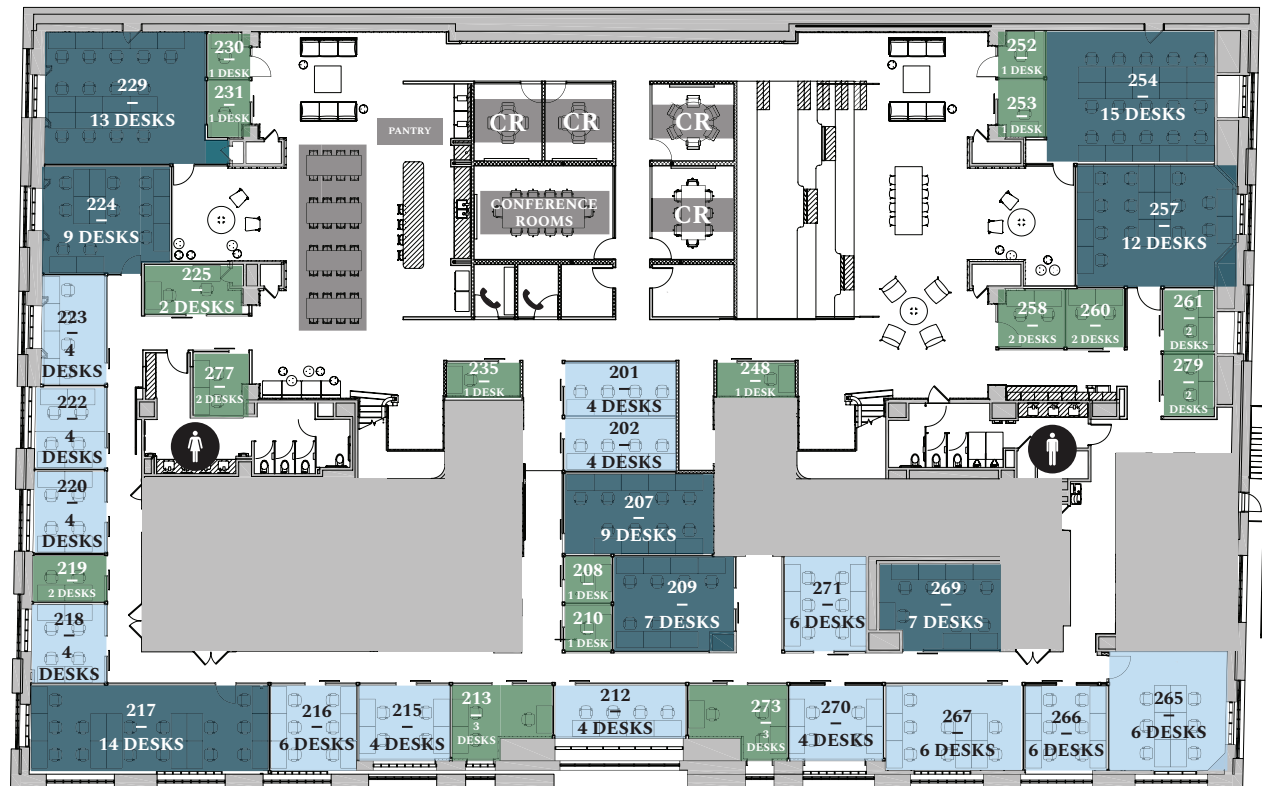 230
1 DESK
231
1 DESK
229
13 DESKS
PANTRY
CR
CR
CR
252
1 DESK
253
1 DESK
254
15 DESKS
224
9 DESKS
CONFERENCE
ROOMS
CR
257
12 DESKS
225
2 DESKS
223
4
DESKS
258
2 DESKS
260
2 DESKS
261
2
DESKS
277
2 DESKS
235
1 DESK
201
4 DESKS
248
1 DESK
279
2
DESKS
222
4
DESKS
202
4 DESKS
220
4
DESKS
207
9 DESKS
219
2 DESKS
208
1 DESK
209
7 DESKS
271
6 DESKS
269
7 DESKS
218
4
DESKS
210
1 DESK
217
14 DESKS
216
6 DESKS
215
4 DESKS
213
3
DESKS
212
4 DESKS
273
3
DESKS
270
4 DESKS
267
6 DESKS
266
6 DESKS
265
6 DESKS